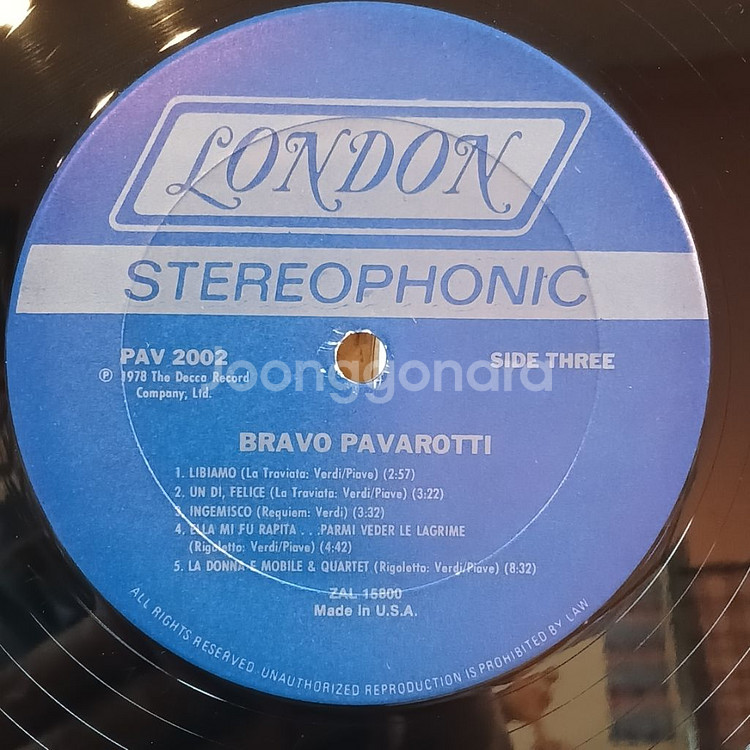 LONDON
STEREOPHONIC
PAV 2002
SIDE THREE
Joonggonara
℗ 1978 The Decca Record
Company, Ltd.
BRAVO PAVAROTTI
1. LIBIAMO (La Traviata: Verdi/Piave) (2:57)
2. UN DI, FELICE (La Traviata: Verdi/Piave) (3:22)
3. INGEMISCO (Requiem: Verdi) (3:32)
4. ELLA MI FU RAPITA . . . PARMI VEDER LE LAGRIME
(Rigoletto: Verdi/Piave) (4:42)
5. LA DONNA E MOBILE & QUARTET (Rigoletto: Verdi/Piave) (8:32)
ZAL 15800
Made in U.S.A.
ALL RIGHTS RESERVED. UNAUTHORIZED REPRODUCTION IS PROHIBITED BY LAW